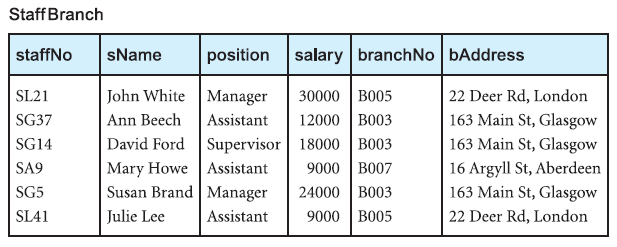 StaffBranch
staffNo sName position salary branchNo bAddress
SL21 John White Manager 30000 B005 22 Deer Rd, London
SG37 Ann Beech Assistant 12000 B003 163 Main St, Glasgow
SG14 David Ford Supervisor 18000 B003 163 Main St, Glasgow
SA9 Mary Howe Assistant 9000 B007 16 Argyll St, Aberdeen
SG5 Susan Brand Manager 24000 B003 163 Main St, Glasgow
SL41 Julie Lee Assistant 9000 B005 22 Deer Rd, London